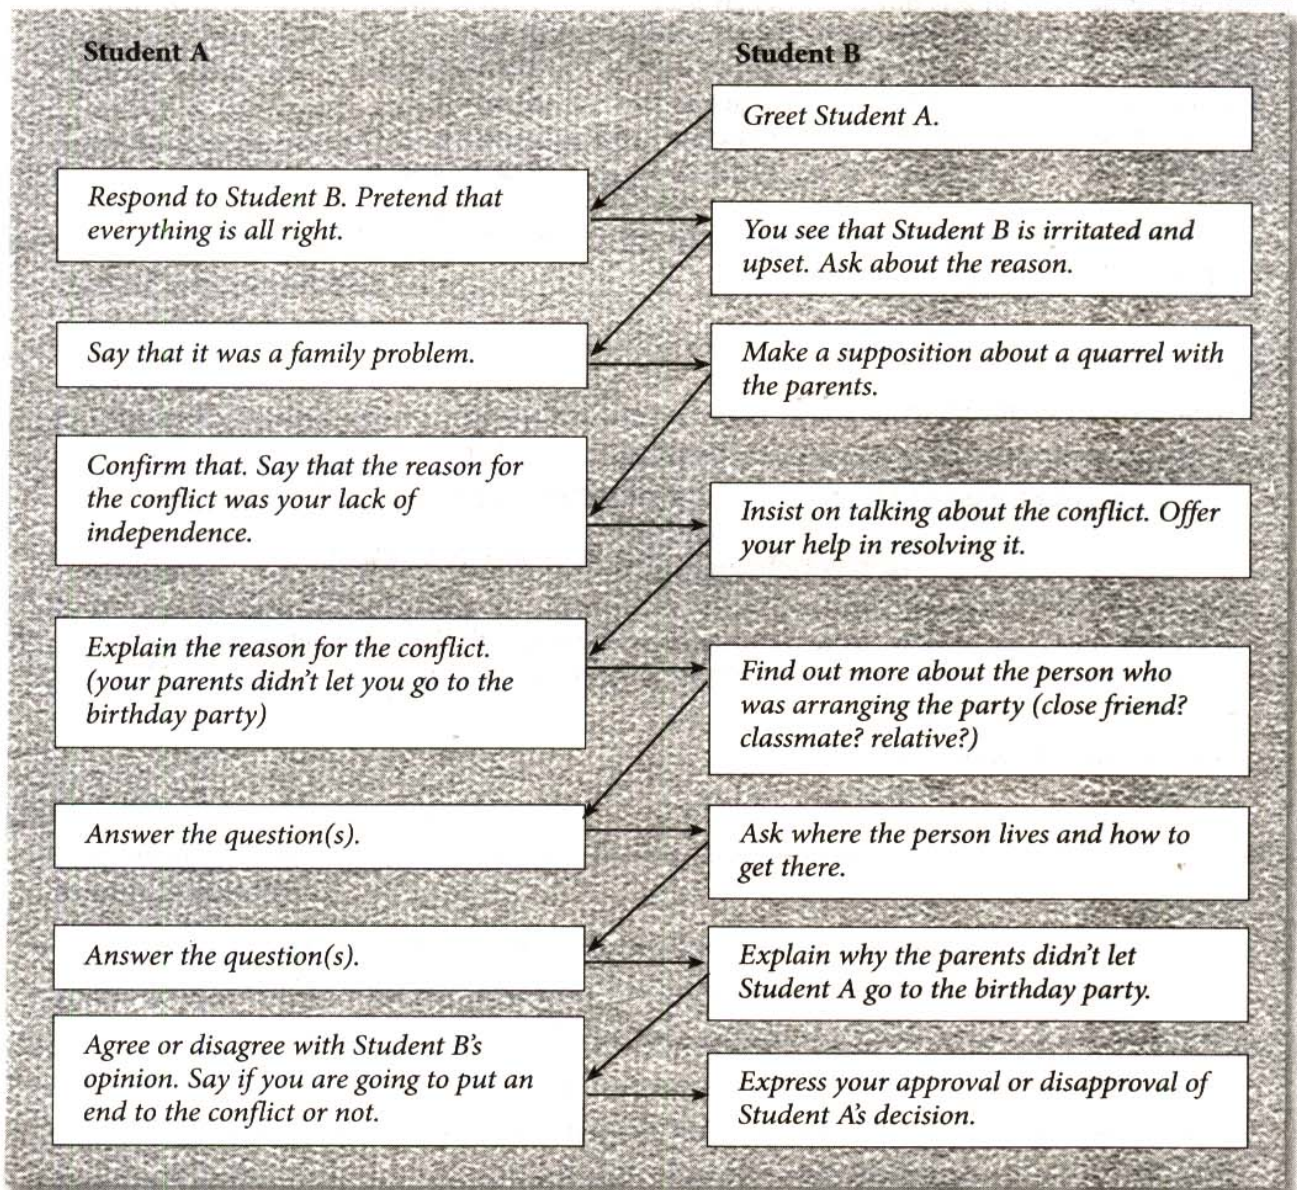 Student A
Student B
Greet Student A.
Respond to Student B. Pretend that
everything is all right.
You see that Student B is irritated and
upset. Ask about the reason.
Say that it was a family problem.
Make a supposition about a quarrel with
the parents.
Confirm that. Say that the reason for
the conflict was your lack of
independence.
Insist on talking about the conflict. Offer
your help in resolving it.
Explain the reason for the conflict.
(your parents didn't let you go to the
birthday party)
Find out more about the person who
was arranging the party (close friend?
classmate? relative?)
Answer the question(s).
Ask where the person lives and how to
get there.
Answer the question(s).
Explain why the parents didn't let
Student A go to the birthday party.
Agree or disagree with Student B's
opinion. Say if you are going to put an
end to the conflict or not.
Express your approval or disapproval of
Student A's decision.